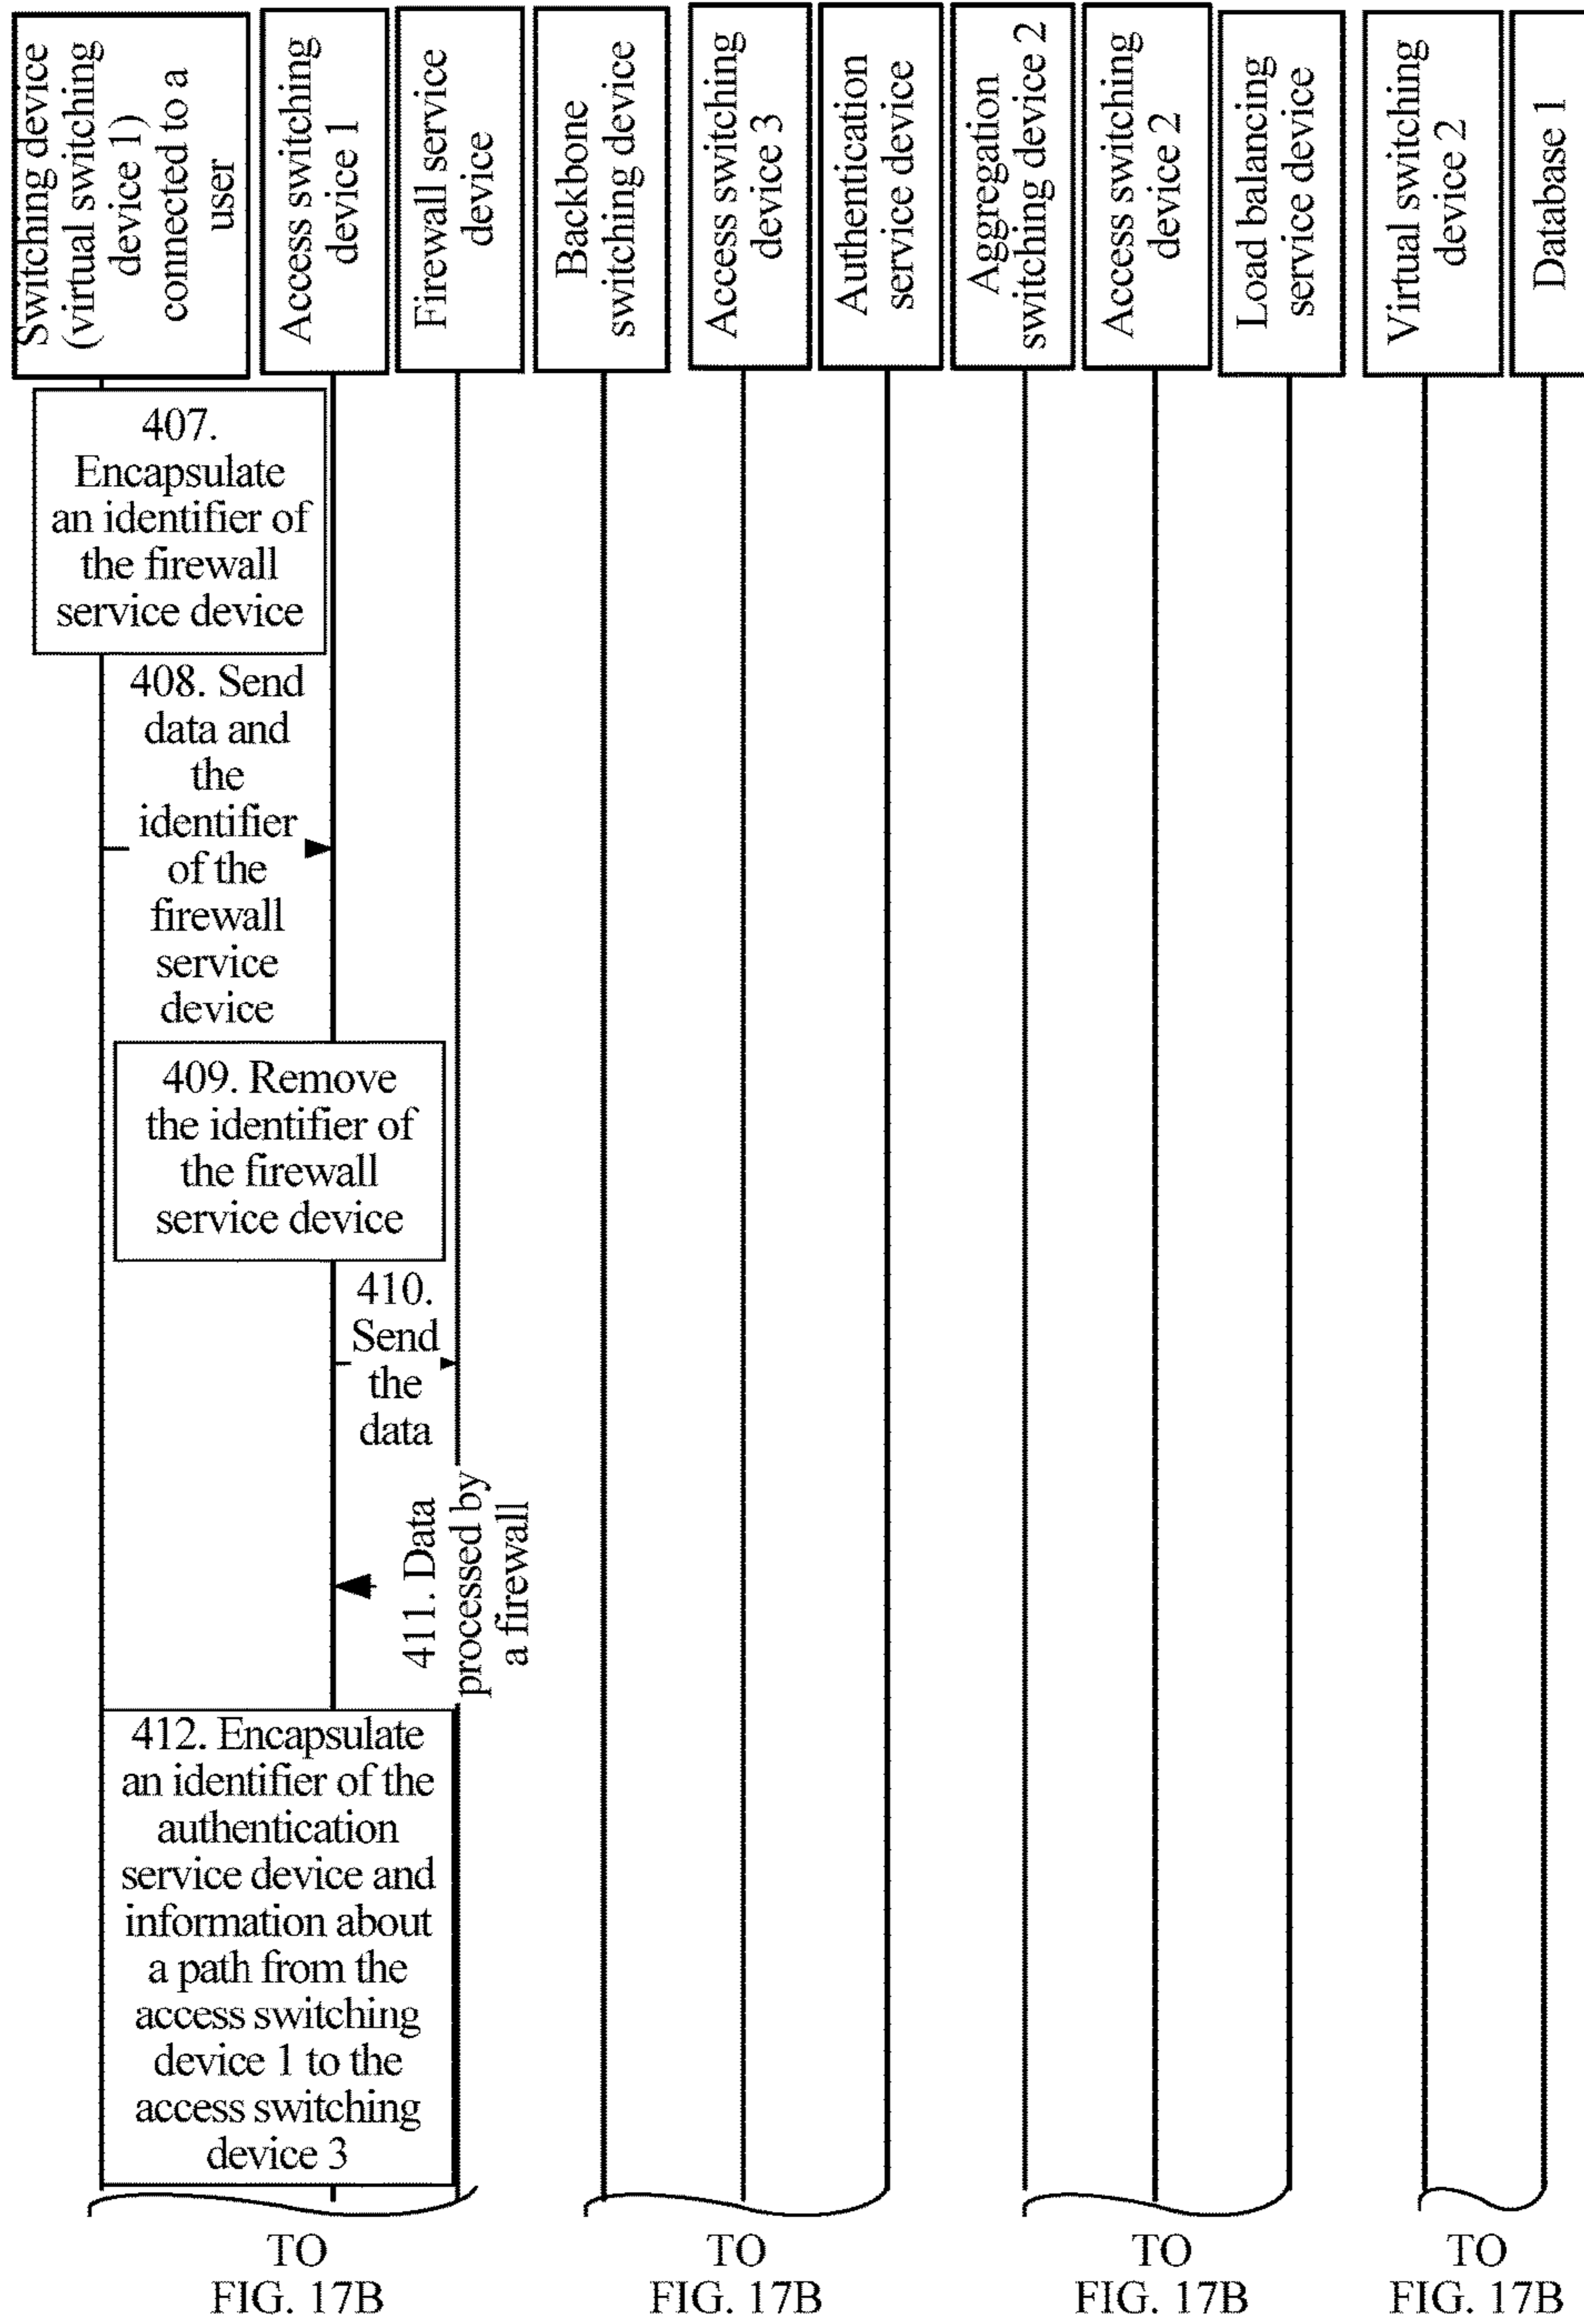 Switching device
(virtual switching
device 1)
connected to a
user
Access switching
device 1
Firewall service
device
Backbone
switching device
Access switching
device 3
Authentication
service device
Aggregation
switching device 2
Access switching
device 2
Load balancing
service device
Virtual switching
device 2
Database 1
407.
Encapsulate
an identifier of
the firewall
service device
408. Send
data and
the
identifier
of the
firewall
service
device
409. Remove
the identifier of
the firewall
service device
410.
Send
the
data
411. Data
processed by
a firewall
412. Encapsulate
an identifier of the
authentication
service device and
information about
a path from the
access switching
device 1 to the
access switching
device 3
TO
FIG. 17B
TO
FIG. 17B
TO
FIG. 17B
TO
FIG. 17B